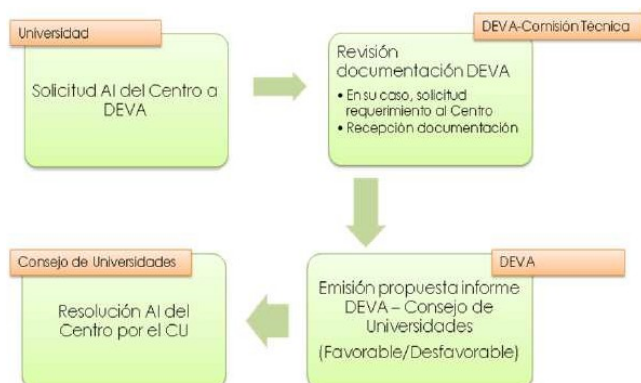 Universidad
Solicitud AI del Centro a
DEVA
DEVA-Comisión Técnica
Revisión
documentación DEVA
• En su caso, solicitud
requerimiento al Centro
• Recepción documentación
DEVA
Emisión propuesta informe
DEVA – Consejo de
Universidades
(Favorable/Desfavorable)
Consejo de Universidades
Resolución AI del
Centro por el CU